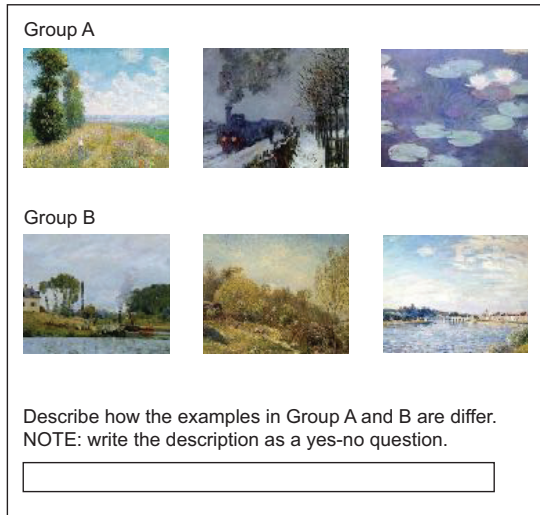 Group A
Group B
Describe how the examples in Group A and B are differ.
NOTE: write the description as a yes-no question.